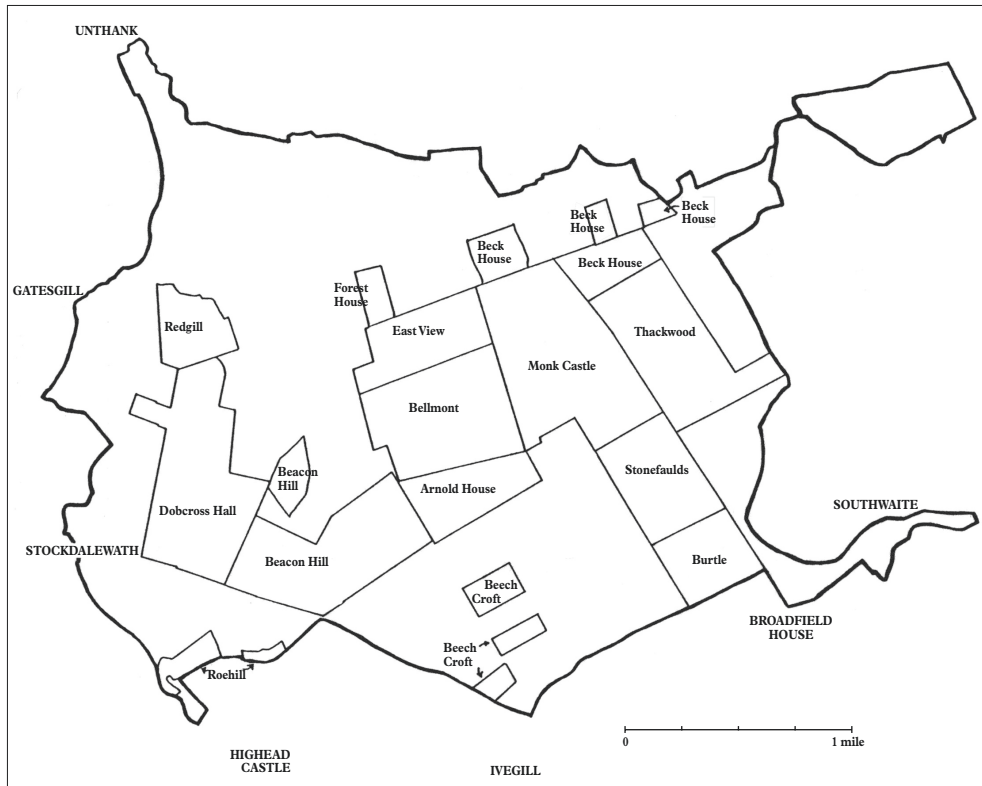 UNTHANK
Beck
House
Beck
House
Beck
House
Beck House
GATESGILL
Forest
House
Redgill
East View
Thackwood
Monk Castle
Bellmont
Beacon
Hill
Stonefaulds
Arnold House
Dobcross Hall
SOUTHWAITE
STOCKDALEWATH
Beacon Hill
Burtle
Beech
Croft
BROADFIELD
HOUSE
Beech
Croft
Roehill
0 1 mile
HIGHEAD
CASTLE
IVEGILL